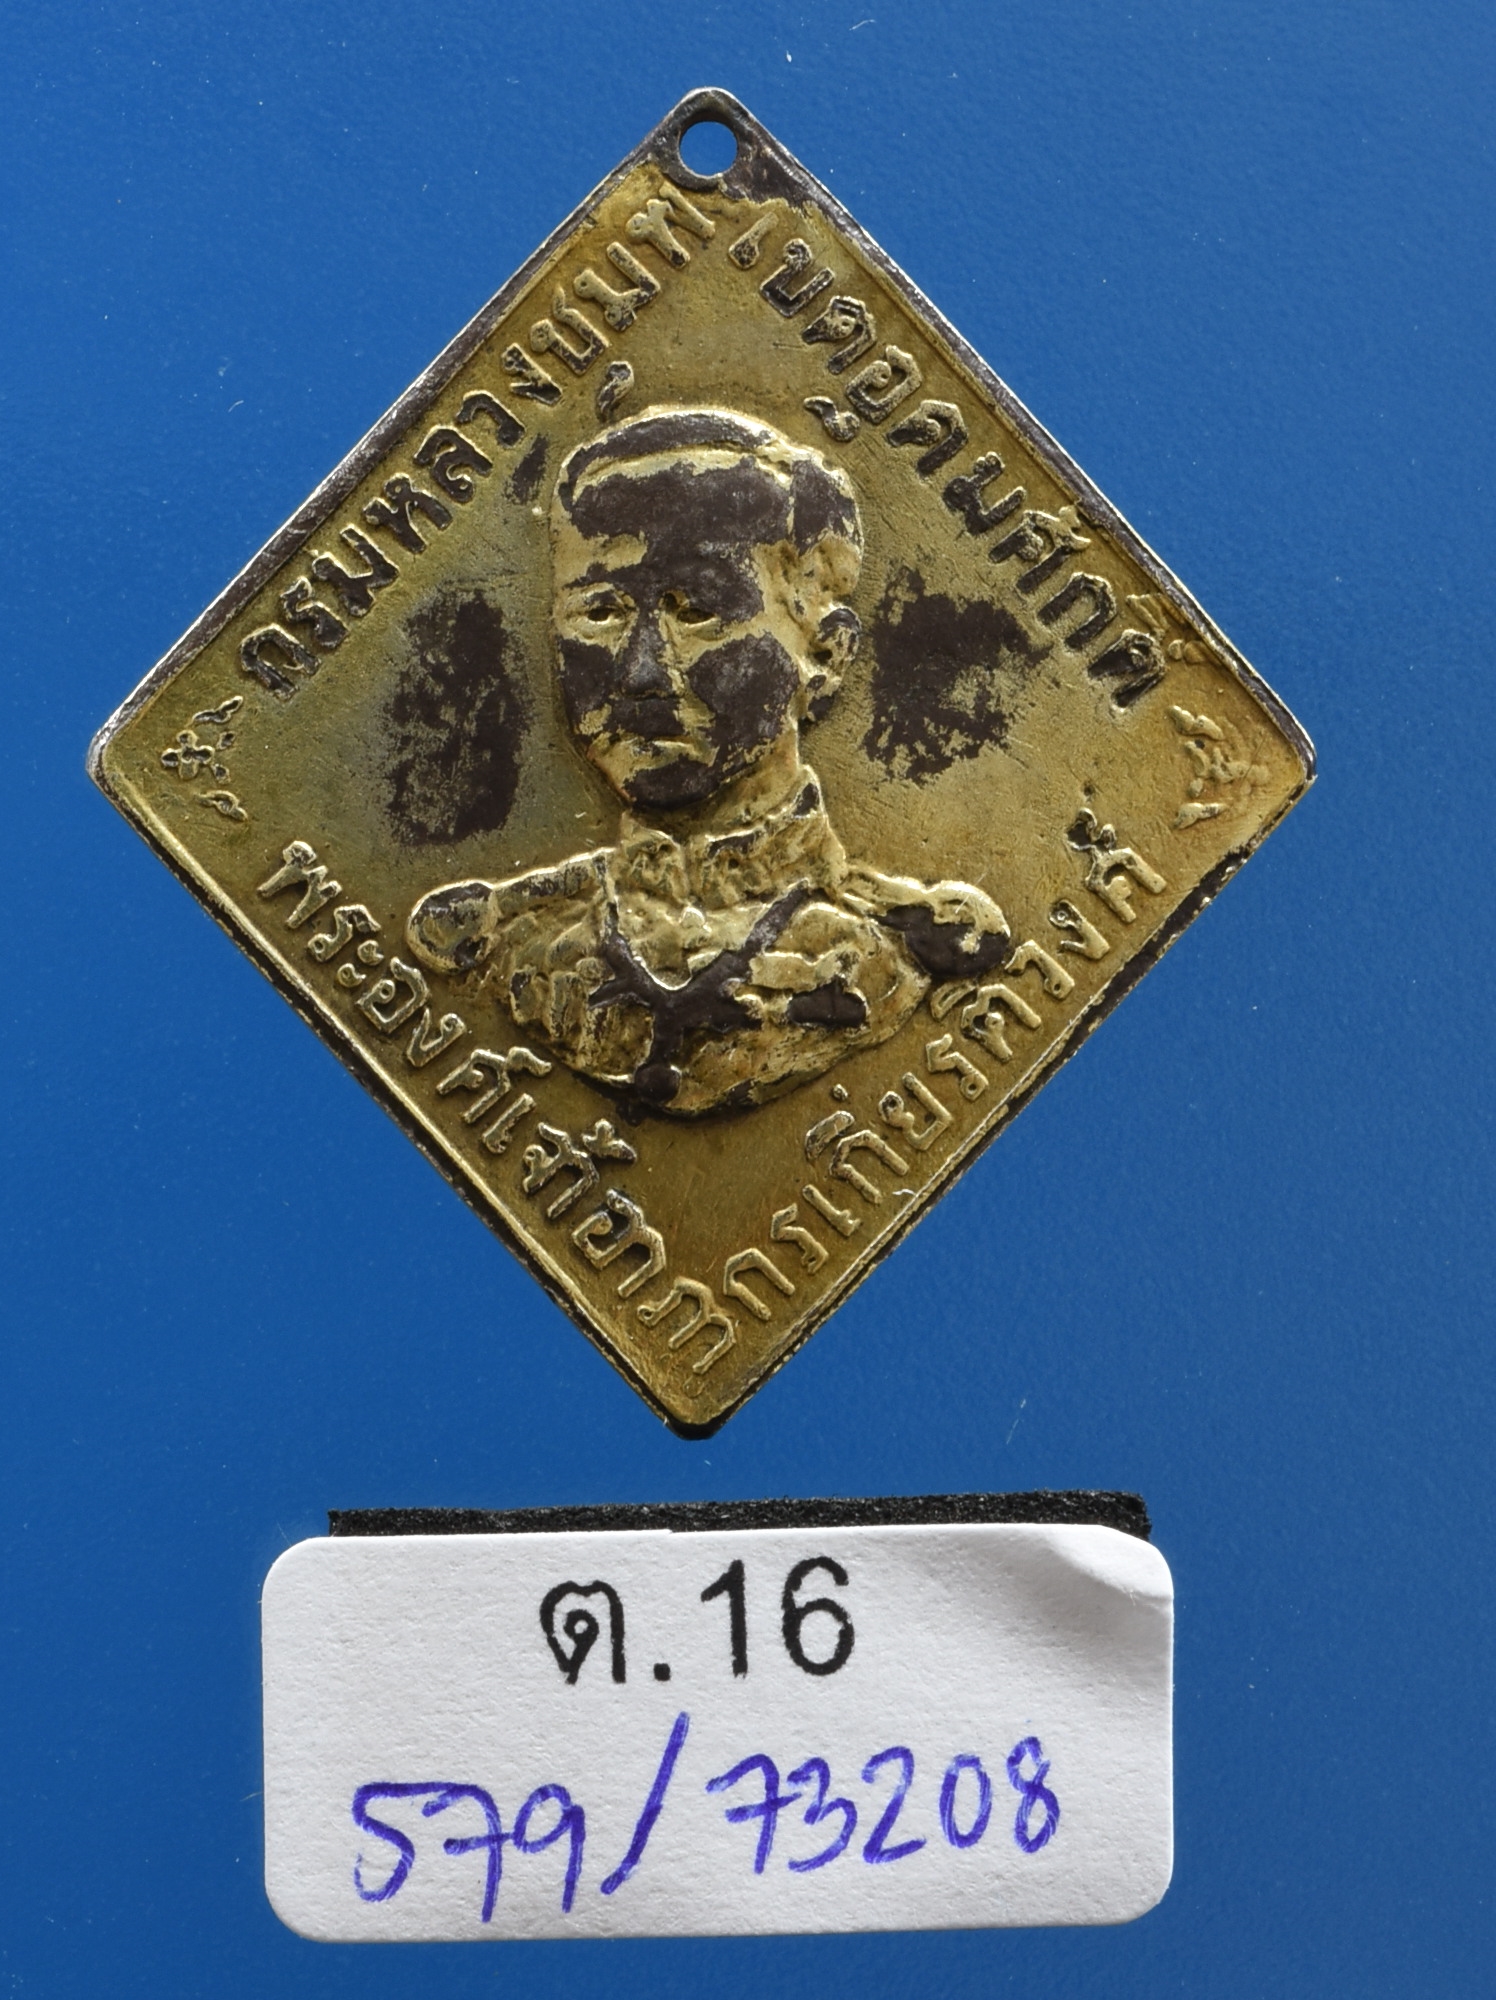 กรมหลวงชุมพ
เขตอุดมศักดิ์
พระองค์เจ้าอาภา
กรเกียรติวงศ์
ต.16
579/73208